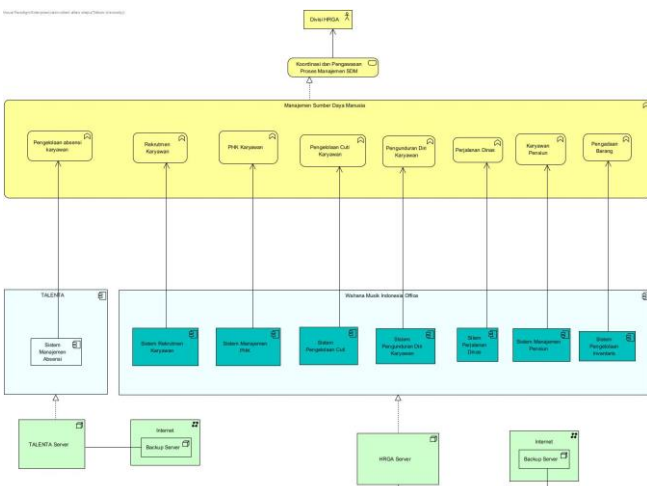 Divisi HRGA
Koordinasi dan Pengawasan
Proses Manajemen SDM
Manajemen Sumber Daya Manusia
Pengelolaan absensi
karyawan
Rekrutmen
Karyawan
PHK Karyawan
Pengelolaan Cuti
Karyawan
Pengunduran Diri
Karyawan
Perjalanan Dinas
Karyawan
Pensiun
Pengadaan
Barang
TALENTA
Wahana Musik Indonesia Office
Sistem
Manajemen
Absensi
Sistem Rekrutmen
Karyawan
Sistem Manajemen
PHK
Sistem
Pengelolaan Cuti
Sistem
Pengunduran Diri
Karyawan
Sistem
Perjalanan
Dinas
Sistem Manajemen
Pensiun
Sistem
Pengelolaan
Inventaris
TALENTA Server
Internet
Backup Server
HRGA Server
Internet
Backup Server